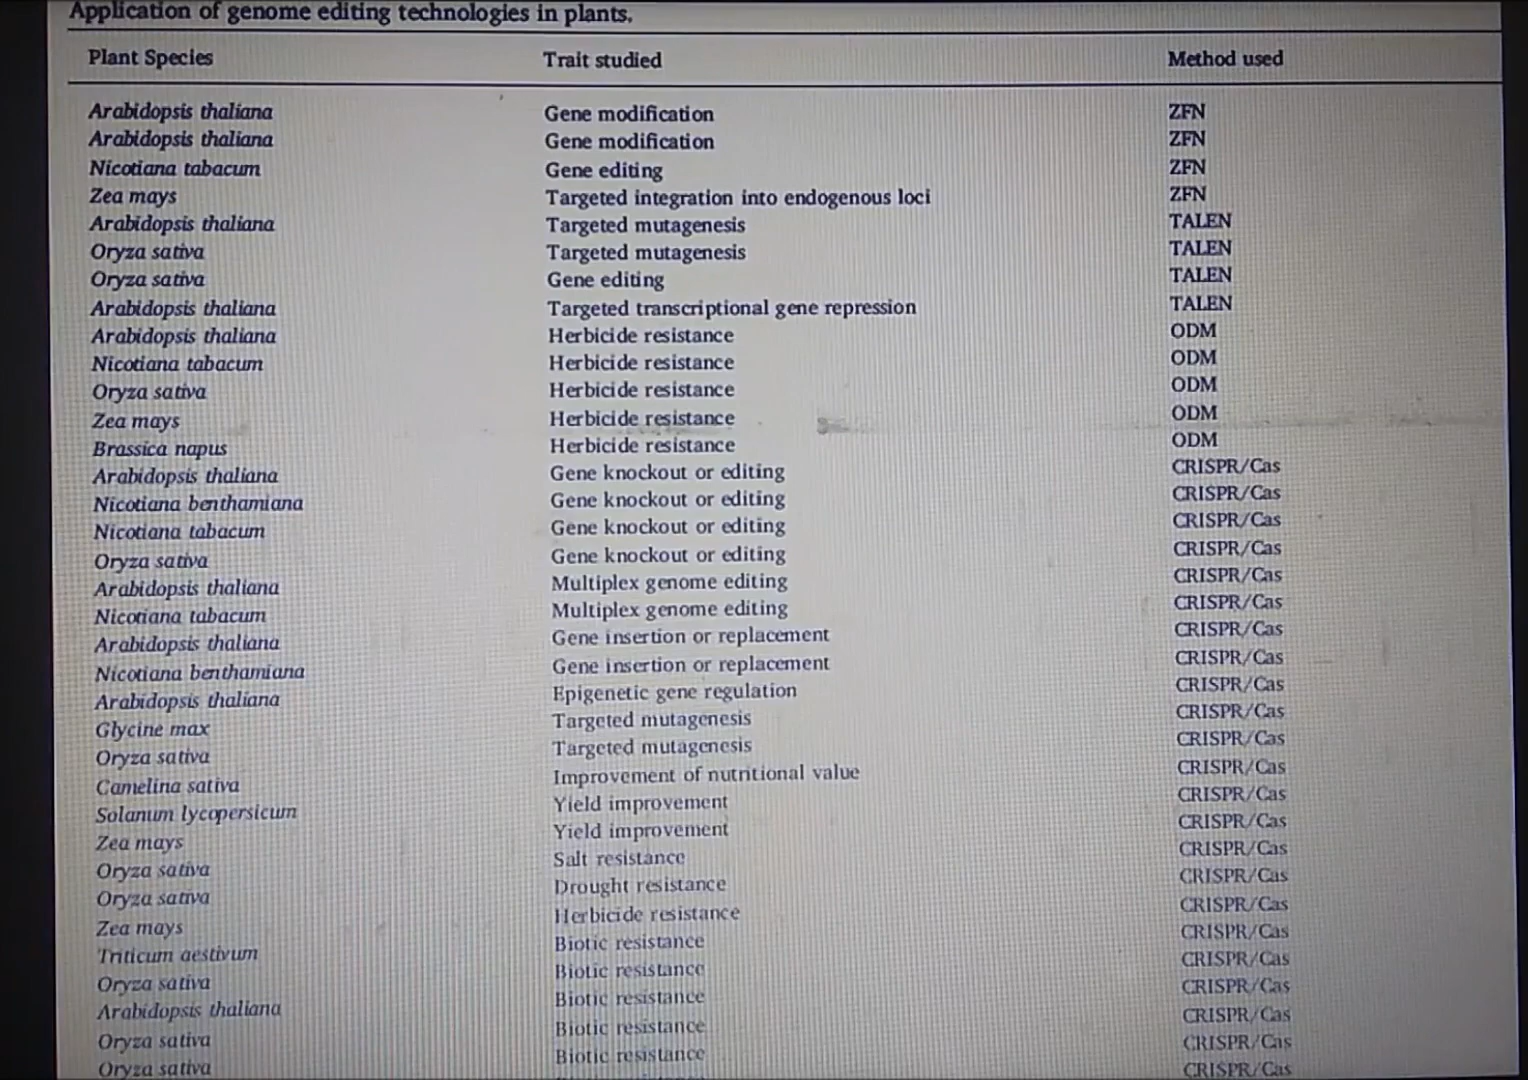 Application of genome editing technologies in plants.
Plant Species Trait studied Method used
Arabidopsis thaliana Gene modification ZFN
Arabidopsis thaliana Gene modification ZFN
Nicotiana tabacum Gene editing ZFN
Zea mays Targeted integration into endogenous loci ZFN
Arabidopsis thaliana Targeted mutagenesis TALEN
Oryza sativa Targeted mutagenesis TALEN
Oryza sativa Gene editing TALEN
Arabidopsis thaliana Targeted transcriptional gene repression TALEN
Arabidopsis thaliana Herbicide resistance ODM
Nicotiana tabacum Herbicide resistance ODM
Oryza sativa Herbicide resistance ODM
Zea mays Herbicide resistance ODM
Brassica napus Herbicide resistance ODM
Arabidopsis thaliana Gene knockout or editing CRISPR/Cas
Nicotiana benthamiana Gene knockout or editing CRISPR/Cas
Nicotiana tabacum Gene knockout or editing CRISPR/Cas
Oryza sativa Gene knockout or editing CRISPR/Cas
Arabidopsis thaliana Multiplex genome editing CRISPR/Cas
Nicotiana tabacum Multiplex genome editing CRISPR/Cas
Arabidopsis thaliana Gene insertion or replacement CRISPR/Cas
Nicotiana benthamiana Gene insertion or replacement CRISPR/Cas
Arabidopsis thaliana Epigenetic gene regulation CRISPR/Cas
Glycine max Targeted mutagenesis CRISPR/Cas
Oryza sativa Targeted mutagenesis CRISPR/Cas
Camelina sativa Improvement of nutritional value CRISPR/Cas
Solanum lycopersicum Yield improvement CRISPR/Cas
Zea mays Yield improvement CRISPR/Cas
Oryza sativa Salt resistance CRISPR/Cas
Oryza sativa Drought resistance CRISPR/Cas
Zea mays Herbicide resistance CRISPR/Cas
Triticum aestivum Biotic resistance CRISPR/Cas
Oryza sativa Biotic resistance CRISPR/Cas
Arabidopsis thaliana Biotic resistance CRISPR/Cas
Oryza sativa Biotic resistance CRISPR/Cas
Oryza sativa Biotic resistance CRISPR/Cas
CRISPR/Cas